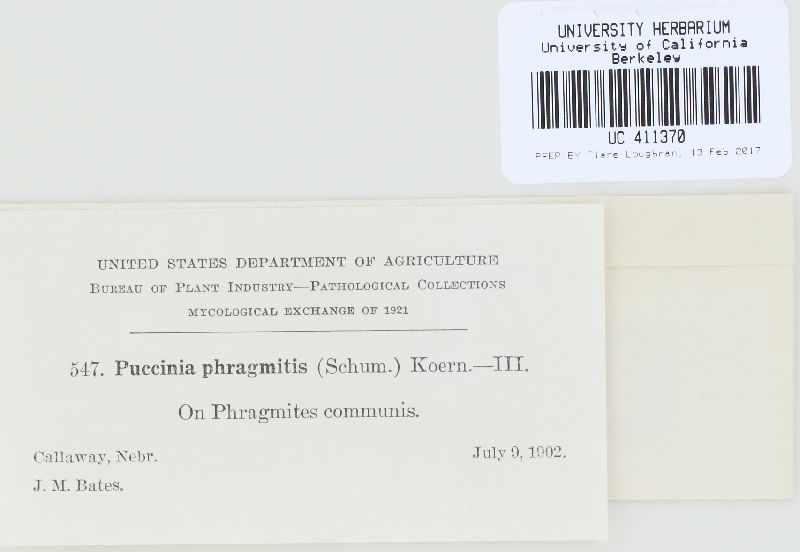 UNIVERSITY HERBARIUM
University of California
Berkeley
UC 411370
PREP BY Clare Loughran, 13 Feb 2017
UNITED STATES DEPARTMENT OF AGRICULTURE
BUREAU OF PLANT INDUSTRY—PATHOLOGICAL COLLECTIONS
MYCOLOGICAL EXCHANGE OF 1921
547. Puccinia phragmitis (Schum.) Koern.—III.
On Phragmites communis.
Callaway, Nebr. July 9, 1902.
J. M. Bates.